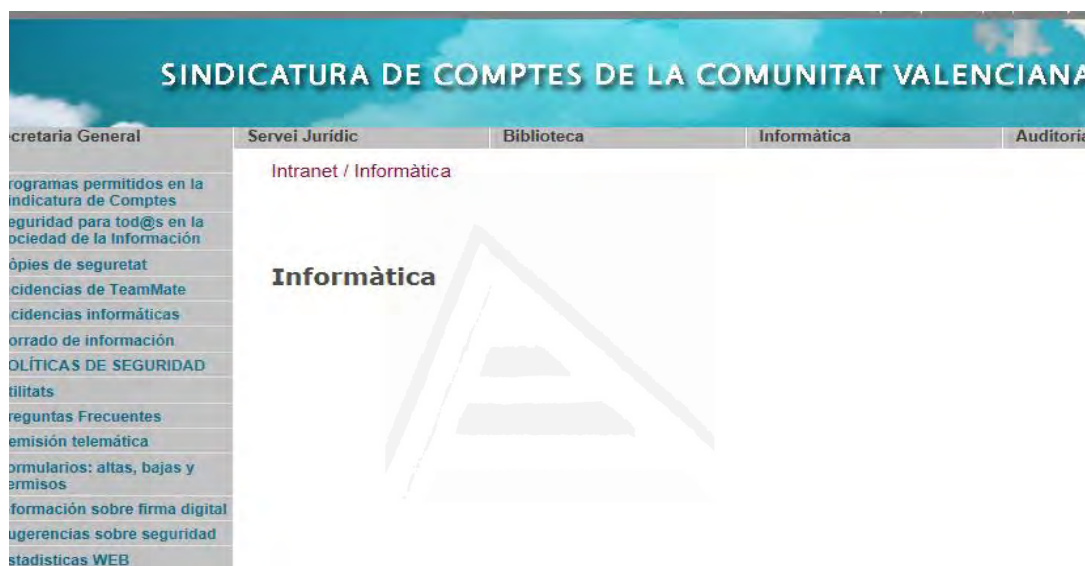 SINDICATURA DE COMPTES DE LA COMUNITAT VALENCIANA
ecretaria General Servei Jurídic Biblioteca Informàtica Auditoria
Intranet / Informàtica
rogramas permitidos en la
indicatura de Comptes
eguridad para tod@s en la
ociedad de la Información
òpies de seguretat
Informàtica
cidencias de TeamMate
cidencias informáticas
orrado de información
OLÍTICAS DE SEGURIDAD
tilitats
reguntas Frecuentes
emisión telemática
ormularios: altas, bajas y
ermisos
formación sobre firma digital
ugerencias sobre seguridad
stadisticas WEB